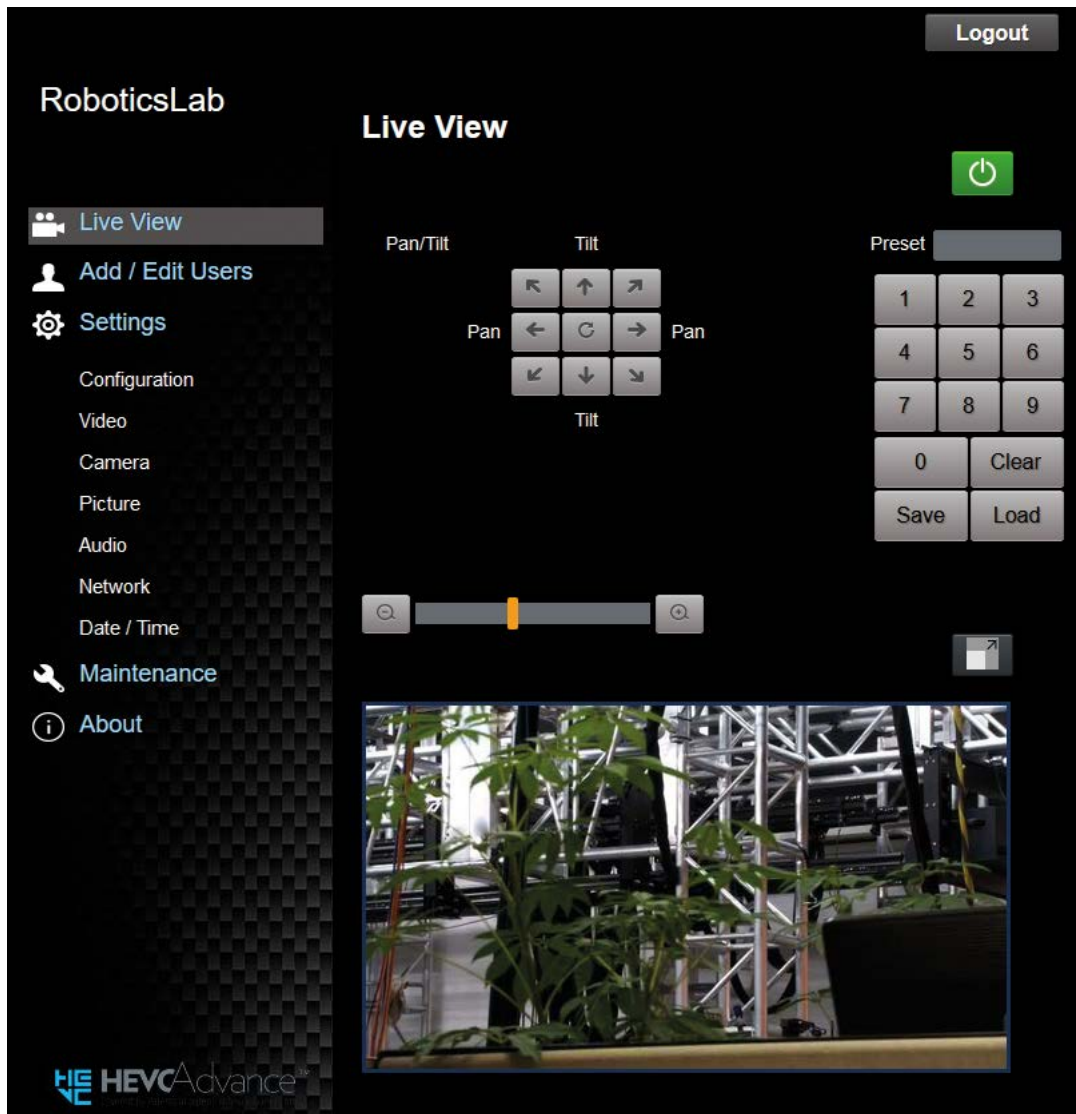 Logout
RoboticsLab
Live View
Live View
Add / Edit Users
Settings
Configuration
Video
Camera
Picture
Audio
Network
Date / Time
Maintenance
About
Pan/Tilt
Tilt
Pan
Pan
Tilt
Preset
1 2 3
4 5 6
7 8 9
0 Clear
Save Load
HEVC HEVCAdvance™